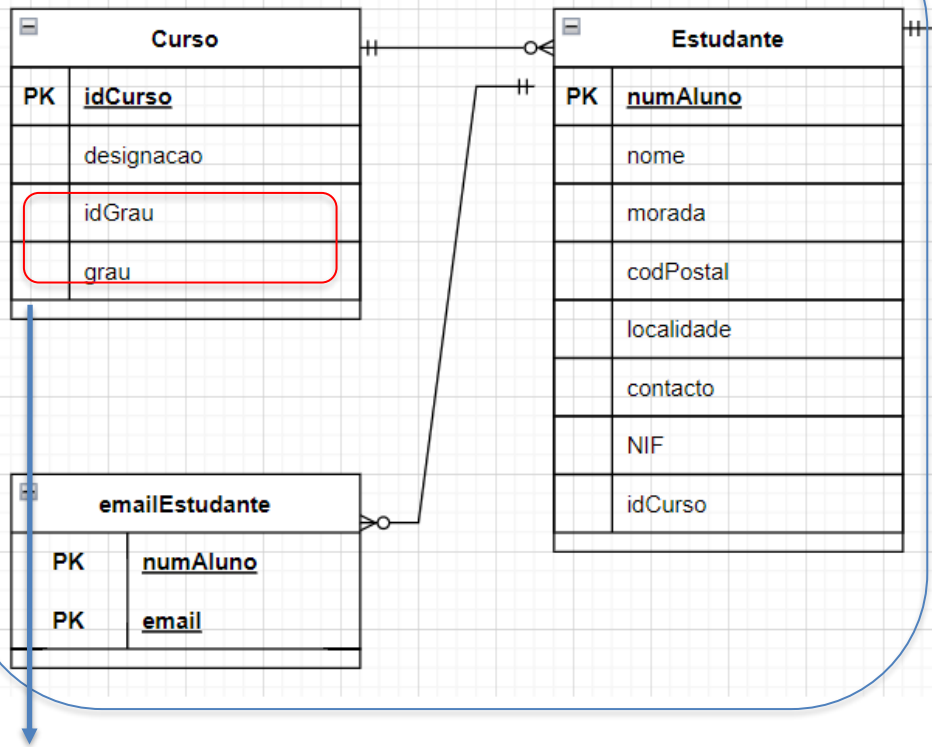 Curso
PK idCurso
designacao
idGrau
grau
Estudante
PK numAluno
nome
morada
codPostal
localidade
contacto
NIF
idCurso
emailEstudante
PK numAluno
PK email